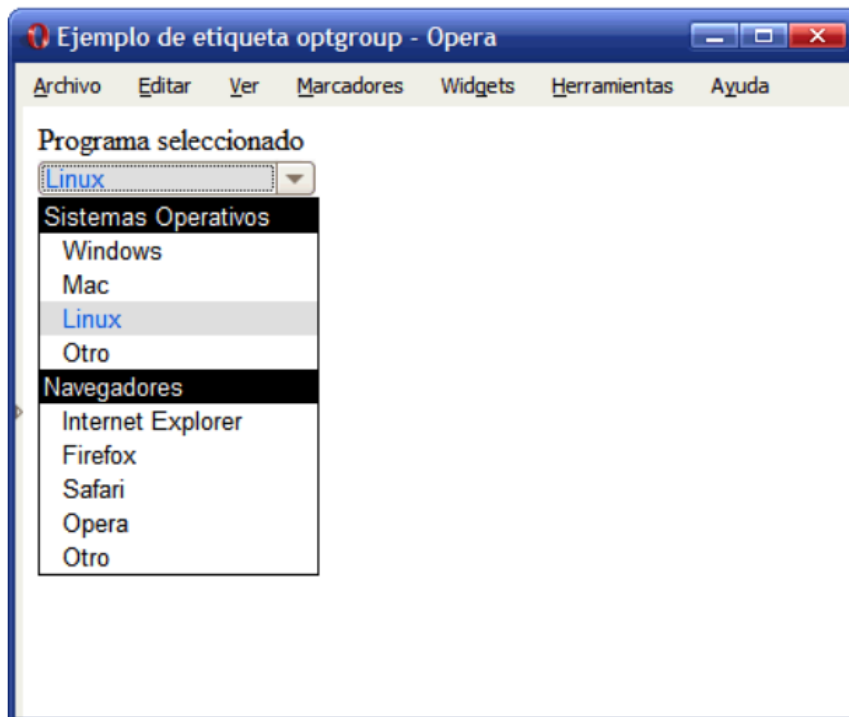 Ejemplo de etiqueta optgroup - Opera
Archivo Editar Ver Marcadores Widgets Herramientas Ayuda
Programa seleccionado
Linux
Sistemas Operativos
Windows
Mac
Linux
Otro
Navegadores
Internet Explorer
Firefox
Safari
Opera
Otro